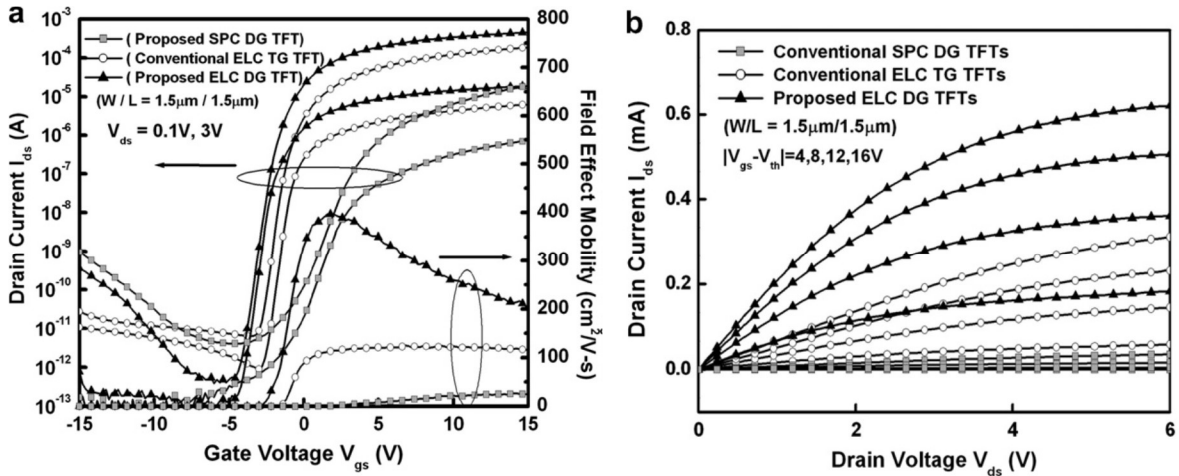 a
10⁻³
10⁻⁴
10⁻⁵
10⁻⁶
10⁻⁷
10⁻⁸
10⁻⁹
10⁻¹⁰
10⁻¹¹
10⁻¹²
10⁻¹³
Drain Current I_ds (A)
( Proposed SPC DG TFT)
( Conventional ELC TG TFT)
( Proposed ELC DG TFT)
(W / L = 1.5μm / 1.5μm)
V_ds = 0.1V, 3V
800
700
600
500
400
300
200
100
0
Field Effect Mobility (cm²/V-s)
-15 -10 -5 0 5 10 15
Gate Voltage V_gs (V)
b
0.8
0.6
0.4
0.2
0.0
Drain Current I_ds (mA)
Conventional SPC DG TFTs
Conventional ELC TG TFTs
Proposed ELC DG TFTs
(W/L = 1.5μm/1.5μm)
|V_gs-V_th|=4,8,12,16V
0 2 4 6
Drain Voltage V_ds (V)